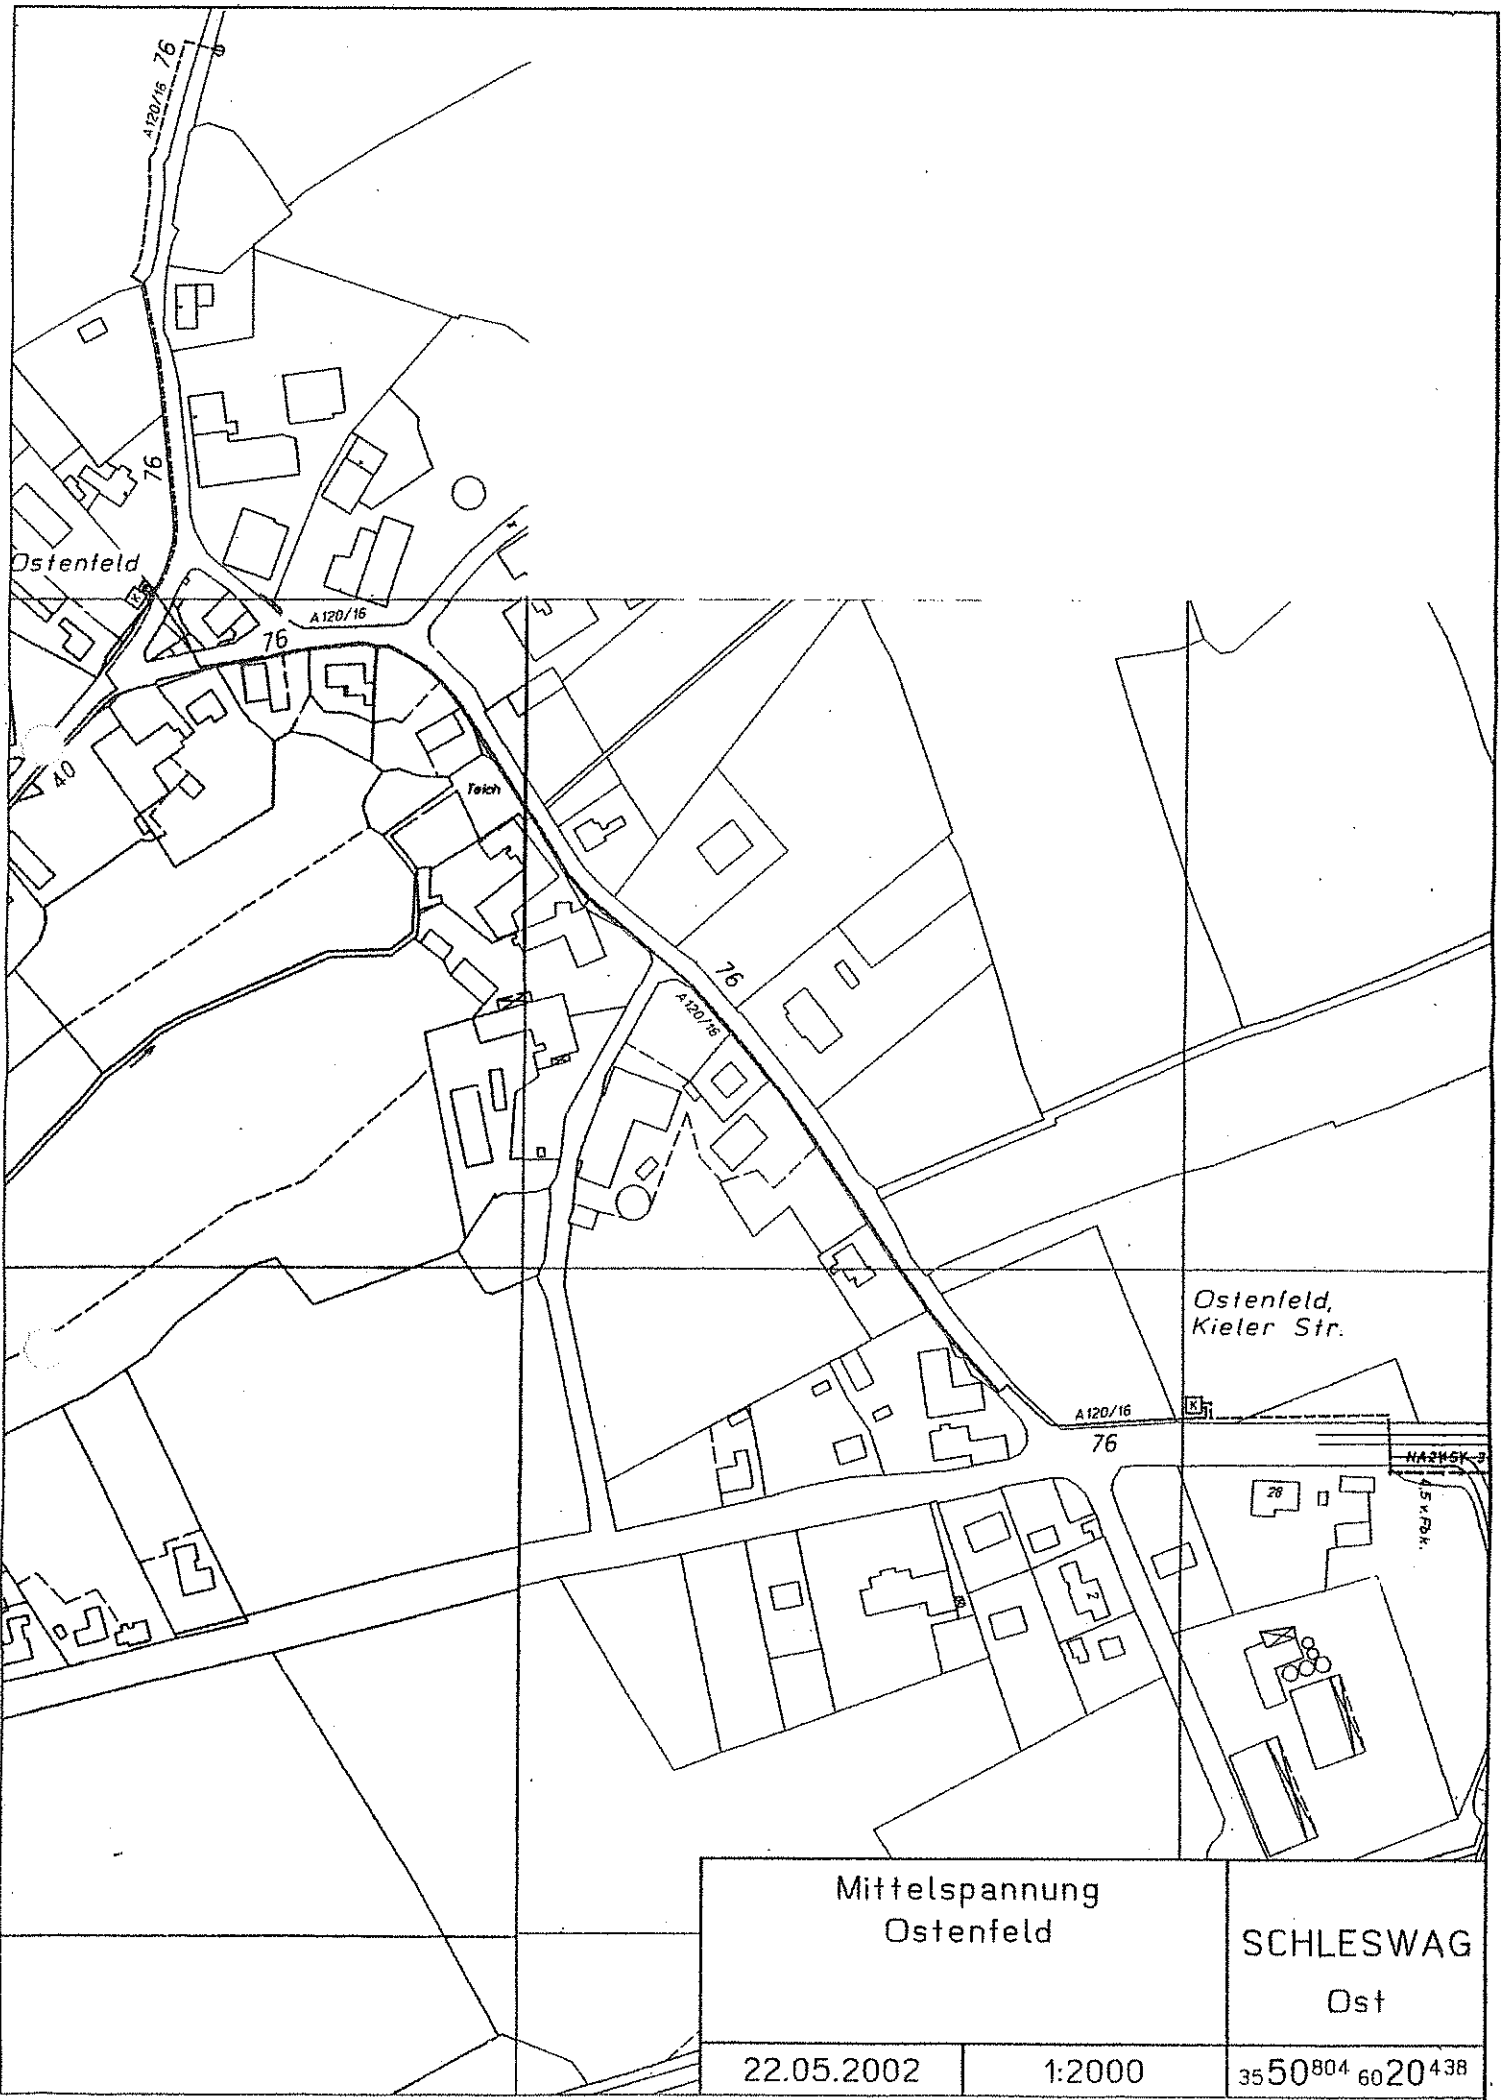 76
A120/16
76
Ostenfeld
K
A120/16
76
40
Teich
76
A120/16
Ostenfeld,
Kieler Str.
K
A120/16
76
28
2
Mittelspannung
Ostenfeld
SCHLESWAG
Ost
22.05.2002
1:2000
3550804 6020438